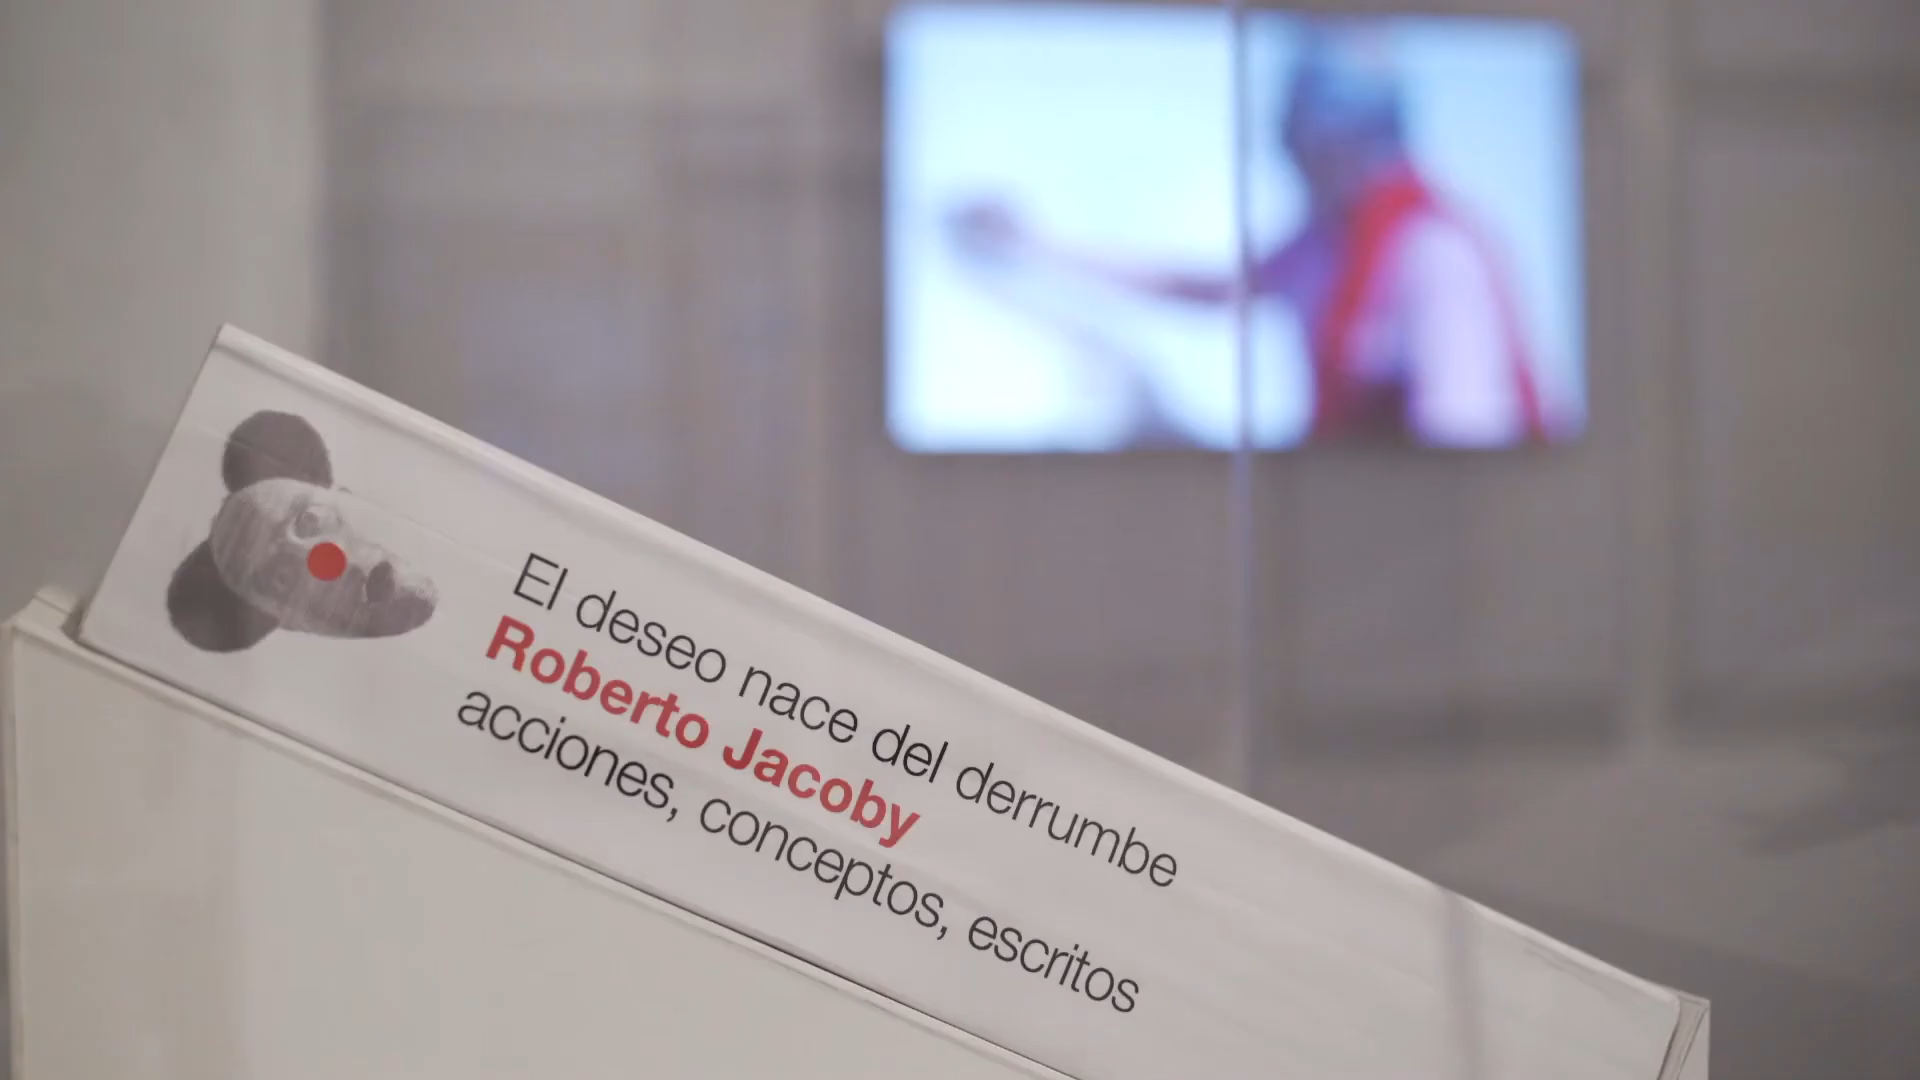 El deseo nace del derrumbe
Roberto Jacoby
acciones, conceptos, escritos